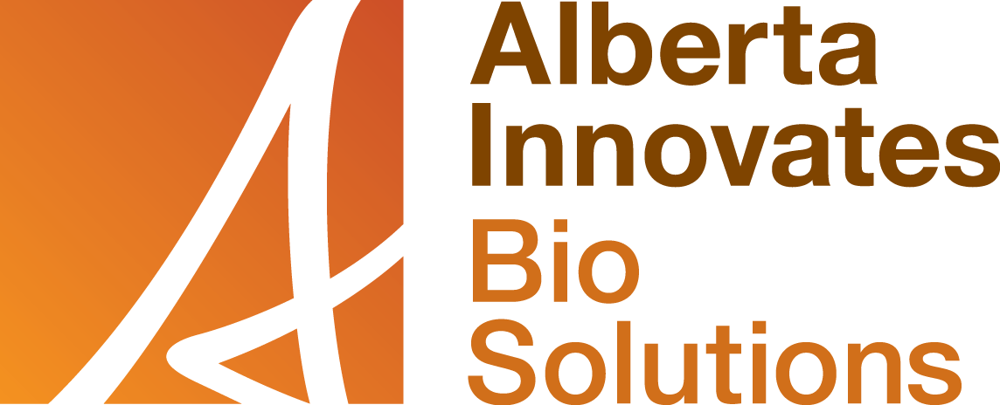 Alberta
Innovates
Bio
Solutions